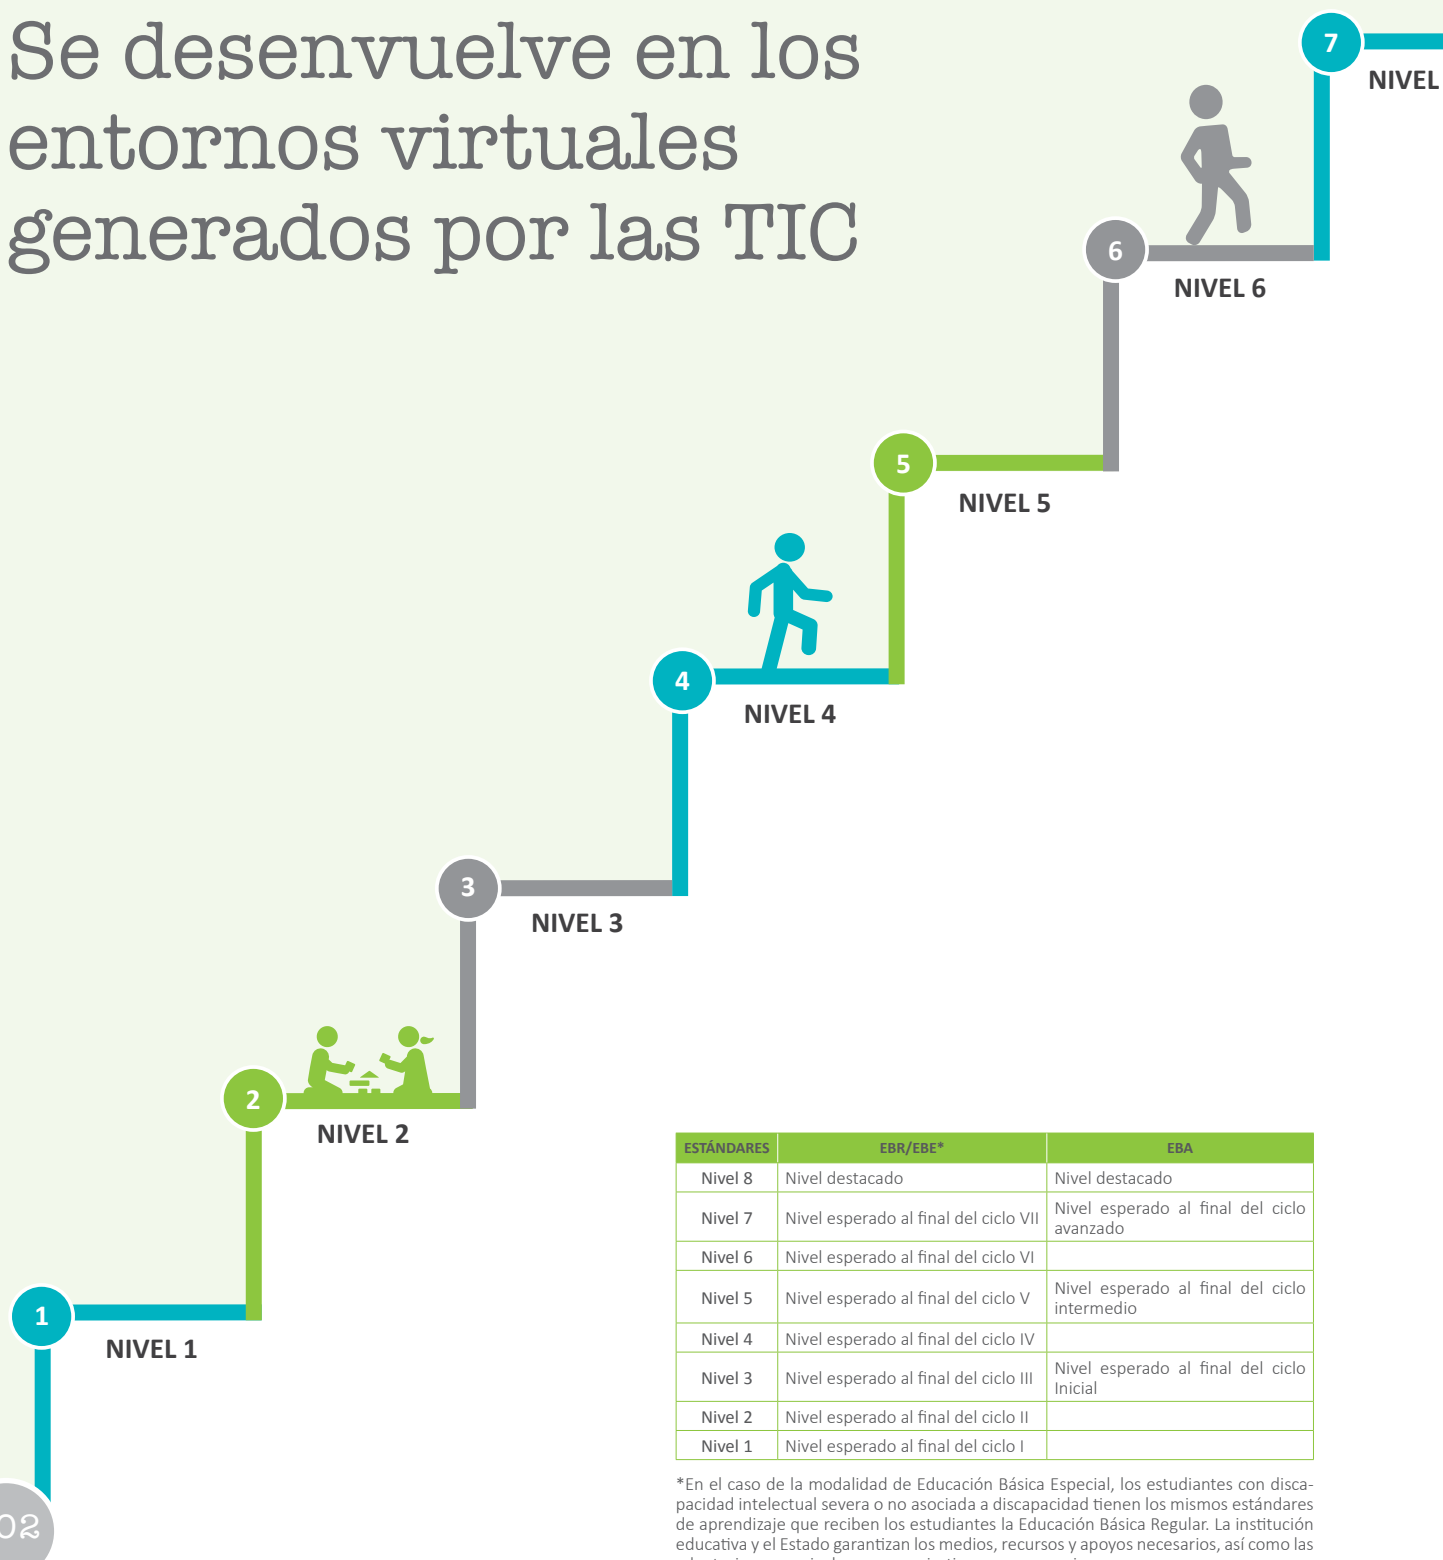 Se desenvuelve en los
entornos virtuales
generados por las TIC
7
NIVEL
6
NIVEL 6
5
NIVEL 5
4
NIVEL 4
3
NIVEL 3
2
NIVEL 2
1
NIVEL 1
ESTÁNDARES EBR/EBE* EBA
Nivel 8 Nivel destacado Nivel destacado
Nivel 7 Nivel esperado al final del ciclo VII Nivel esperado al final del ciclo
avanzado
Nivel 6 Nivel esperado al final del ciclo VI
Nivel 5 Nivel esperado al final del ciclo V Nivel esperado al final del ciclo
intermedio
Nivel 4 Nivel esperado al final del ciclo IV
Nivel 3 Nivel esperado al final del ciclo III Nivel esperado al final del ciclo
Inicial
Nivel 2 Nivel esperado al final del ciclo II
Nivel 1 Nivel esperado al final del ciclo I
*En el caso de la modalidad de Educación Básica Especial, los estudiantes con disca-
pacidad intelectual severa o no asociada a discapacidad tienen los mismos estándares
de aprendizaje que reciben los estudiantes la Educación Básica Regular. La institución
educativa y el Estado garantizan los medios, recursos y apoyos necesarios, así como las
02